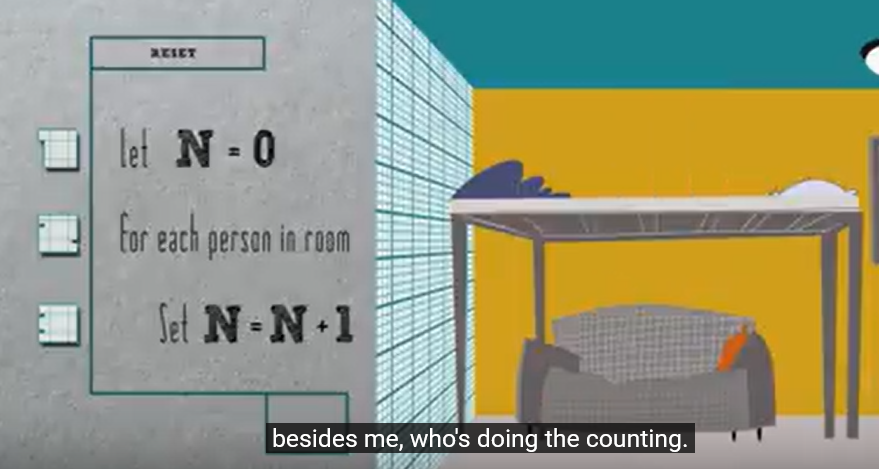 RESET
let N = 0
For each person in room
Set N = N + 1
besides me, who's doing the counting.